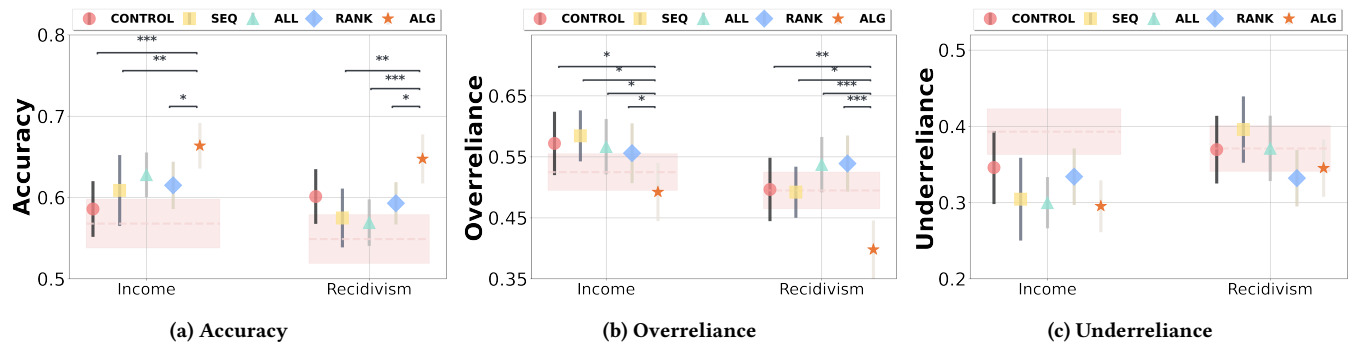 CONTROL SEQ ALL RANK ALG
Accuracy
0.8
0.7
0.6
0.5
***
**
*
**
***
*
Income Recidivism
(a) Accuracy
CONTROL SEQ ALL RANK ALG
Overreliance
0.65
0.55
0.45
0.35
*
*
*
*
**
*
***
***
Income Recidivism
(b) Overreliance
CONTROL SEQ ALL RANK ALG
Underreliance
0.5
0.4
0.3
0.2
Income Recidivism
(c) Underreliance